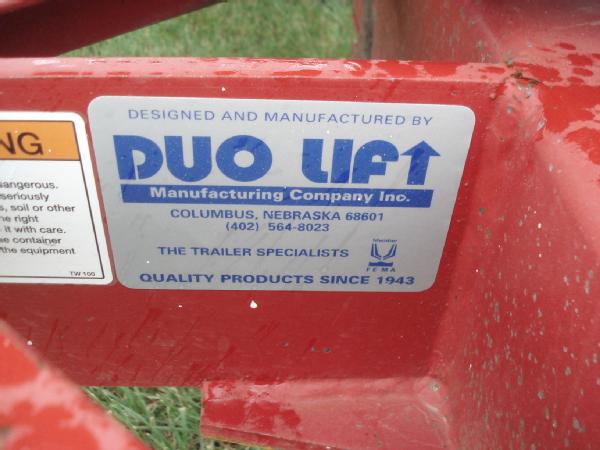 DESIGNED AND MANUFACTURED BY
DUO LIFT
Manufacturing Company Inc.
COLUMBUS, NEBRASKA 68601
(402) 564-8023
THE TRAILER SPECIALISTS
Member
FEMA
QUALITY PRODUCTS SINCE 1943
NG
dangerous.
seriously
s, soil or other
he right
it with care.
e container
the equipment
TW 100